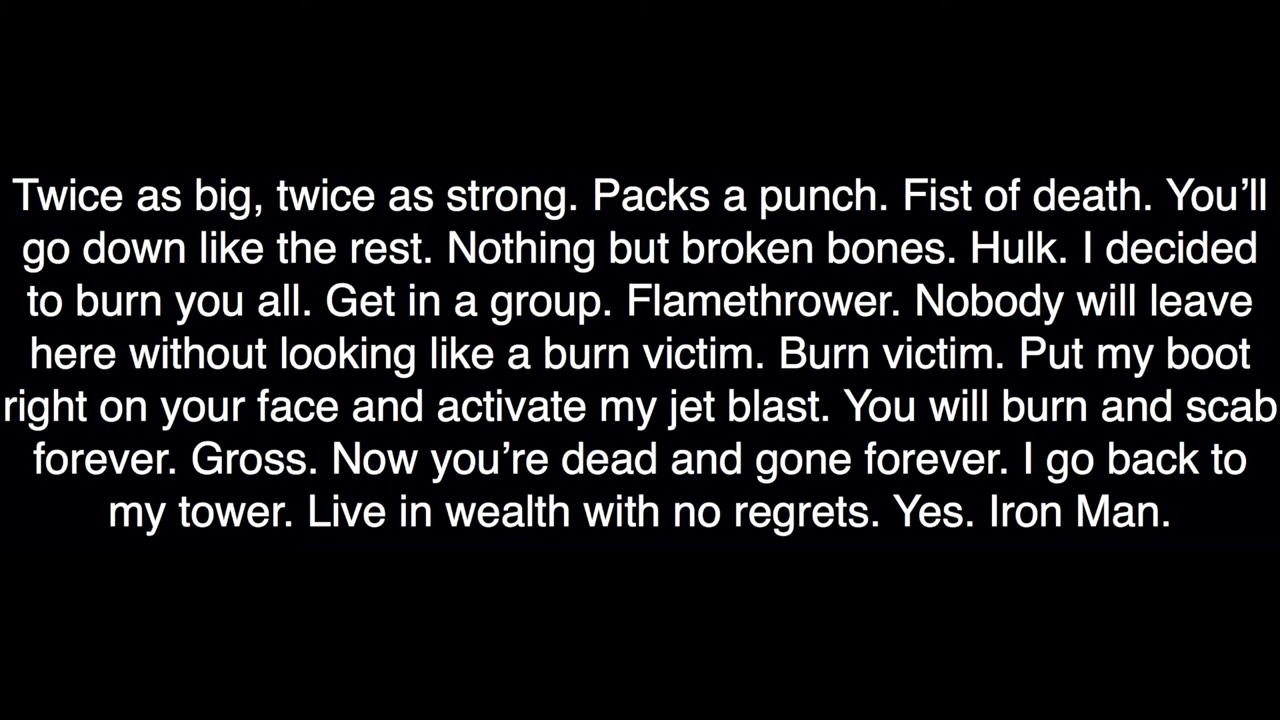 Twice as big, twice as strong. Packs a punch. Fist of death. You’ll
go down like the rest. Nothing but broken bones. Hulk. I decided
to burn you all. Get in a group. Flamethrower. Nobody will leave
here without looking like a burn victim. Burn victim. Put my boot
right on your face and activate my jet blast. You will burn and scab
forever. Gross. Now you’re dead and gone forever. I go back to
my tower. Live in wealth with no regrets. Yes. Iron Man.